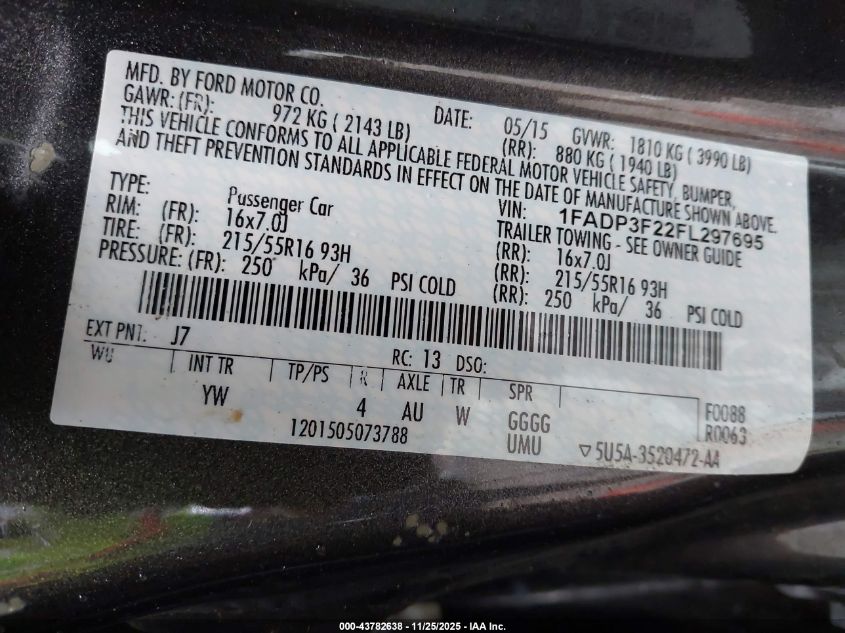 MFD. BY FORD MOTOR CO. DATE: 05/15 GVWR: 1810 KG ( 3990 LB)
GAWR: (FR): 972 KG ( 2143 LB) (RR): 880 KG ( 1940 LB)
THIS VEHICLE CONFORMS TO ALL APPLICABLE FEDERAL MOTOR VEHICLE SAFETY, BUMPER,
AND THEFT PREVENTION STANDARDS IN EFFECT ON THE DATE OF MANUFACTURE SHOWN ABOVE.
VIN: 1FADP3F22FL297695
TYPE: Passenger Car TRAILER TOWING - SEE OWNER GUIDE
RIM: (FR): 16x7.0J (RR): 16x7.0J
TIRE: (FR): 215/55R16 93H (RR): 215/55R16 93H
PRESSURE: (FR): 250 kPa/ 36 PSI COLD (RR): 250 kPa/ 36 PSI COLD
EXT PNT: J7 RC: 13 DSO:
WB INT TR TP/PS R AXLE TR SPR F0088
YW 4 AU W GGGG R0063
1201505073788 UMU ▽5U5A-3520472-AA
000-43782638 - 11/25/2025 - IAA Inc.